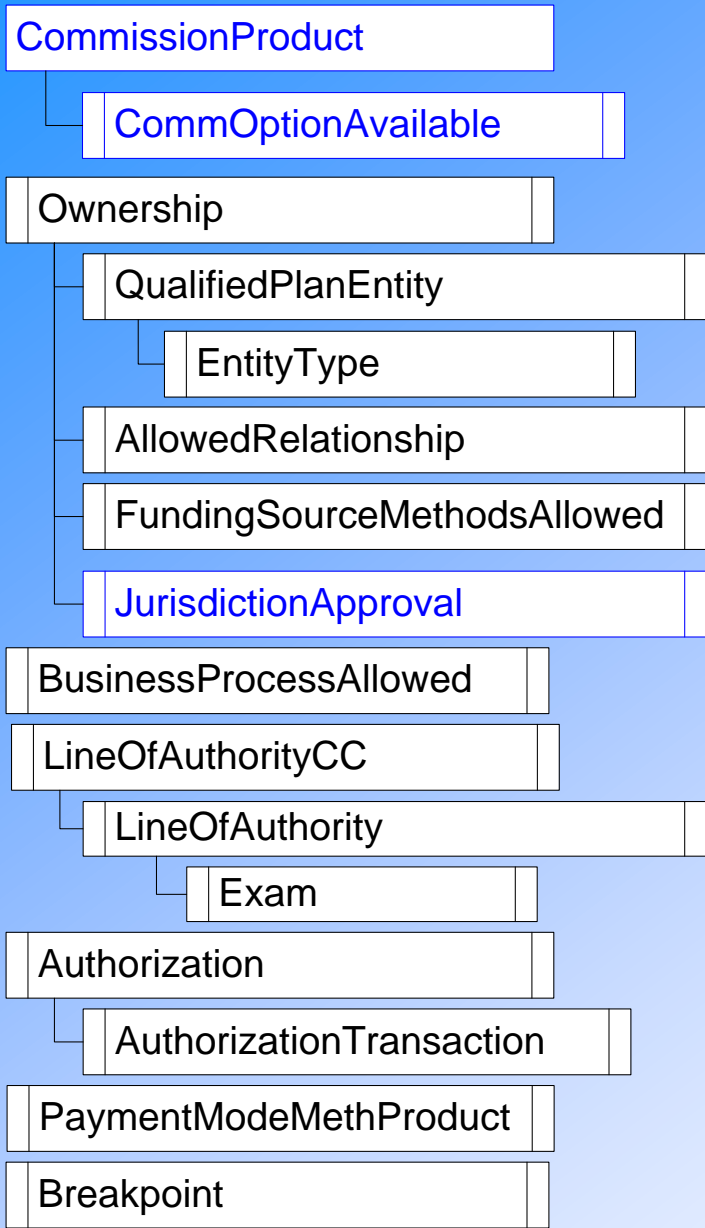 CommissionProduct
CommOptionAvailable
Ownership
QualifiedPlanEntity
EntityType
AllowedRelationship
FundingSourceMethodsAllowed
JurisdictionApproval
BusinessProcessAllowed
LineOfAuthorityCC
LineOfAuthority
Exam
Authorization
AuthorizationTransaction
PaymentModeMethProduct
Breakpoint